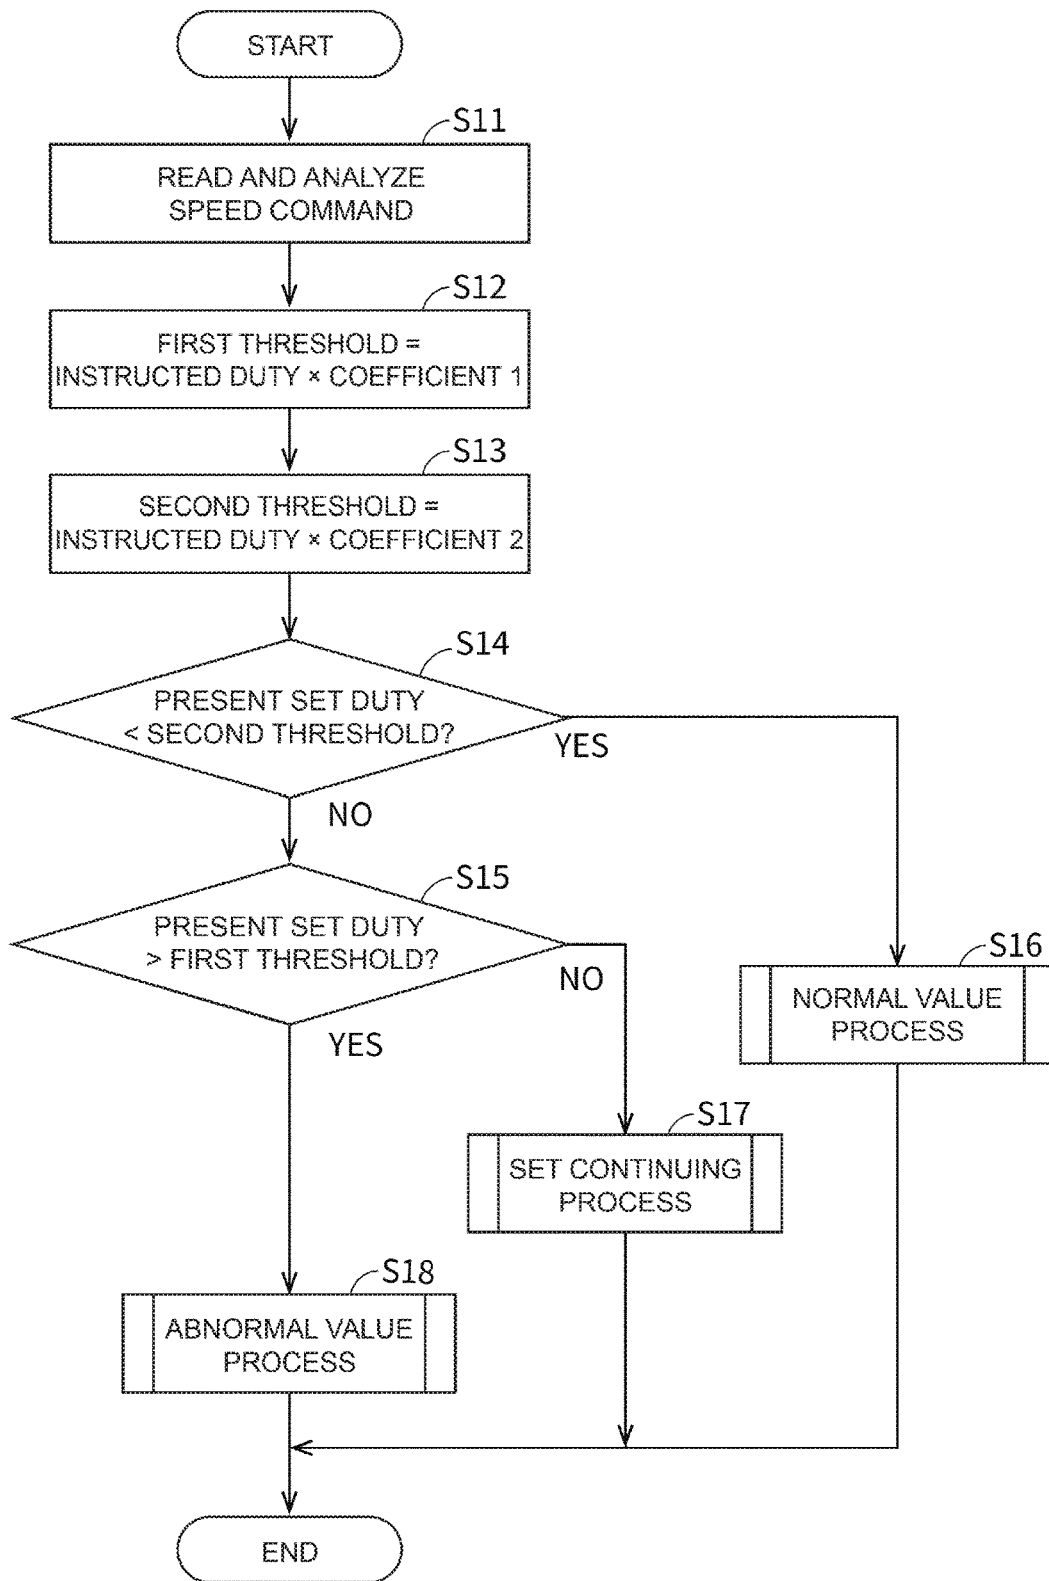 START
S11
READ AND ANALYZE
SPEED COMMAND
S12
FIRST THRESHOLD =
INSTRUCTED DUTY × COEFFICIENT 1
S13
SECOND THRESHOLD =
INSTRUCTED DUTY × COEFFICIENT 2
S14
PRESENT SET DUTY
< SECOND THRESHOLD?
YES
NO
S15
PRESENT SET DUTY
> FIRST THRESHOLD?
NO
YES
S16
NORMAL VALUE
PROCESS
S17
SET CONTINUING
PROCESS
S18
ABNORMAL VALUE
PROCESS
END